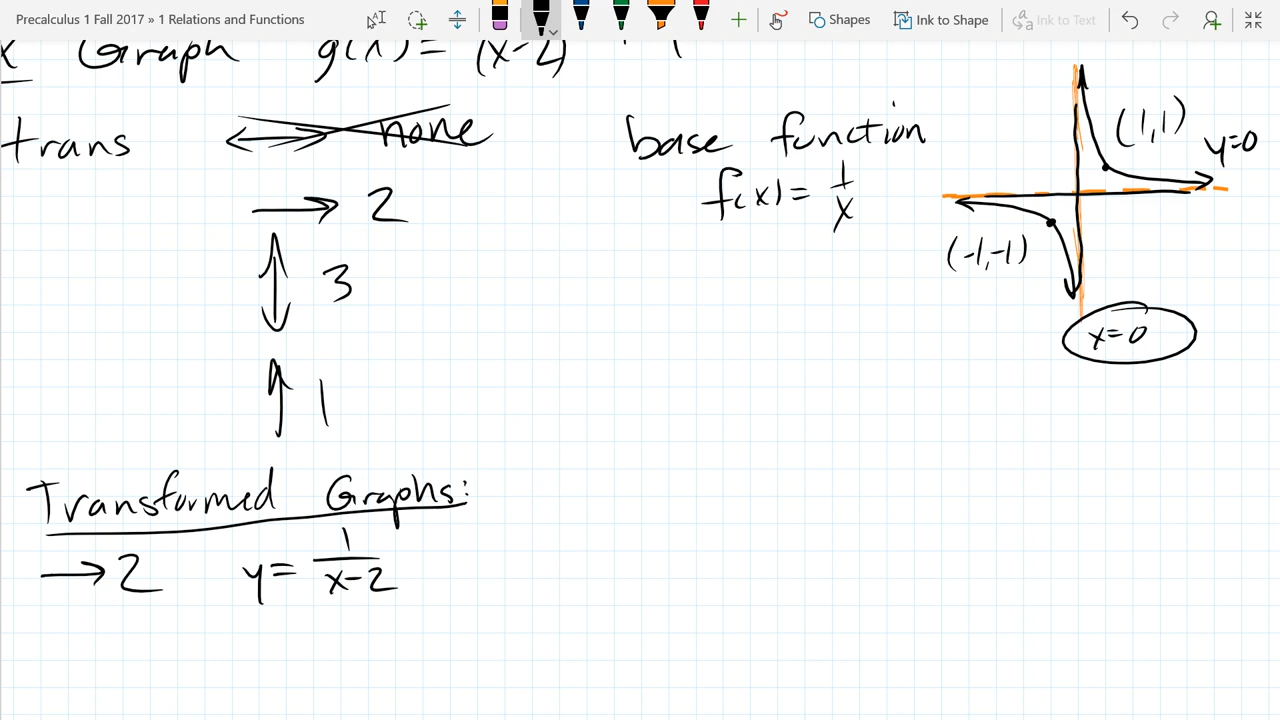 Precalculus 1 Fall 2017 » 1 Relations and Functions
Shapes
Ink to Shape
Ink to Text
Graph g(x) = (x-2)
trans
none
→ 2
↕ 3
↑ 1
base function
f(x) = 1/x
(1,1)
y=0
(-1,-1)
x=0
Transformed Graphs:
→ 2 y = 1/(x-2)